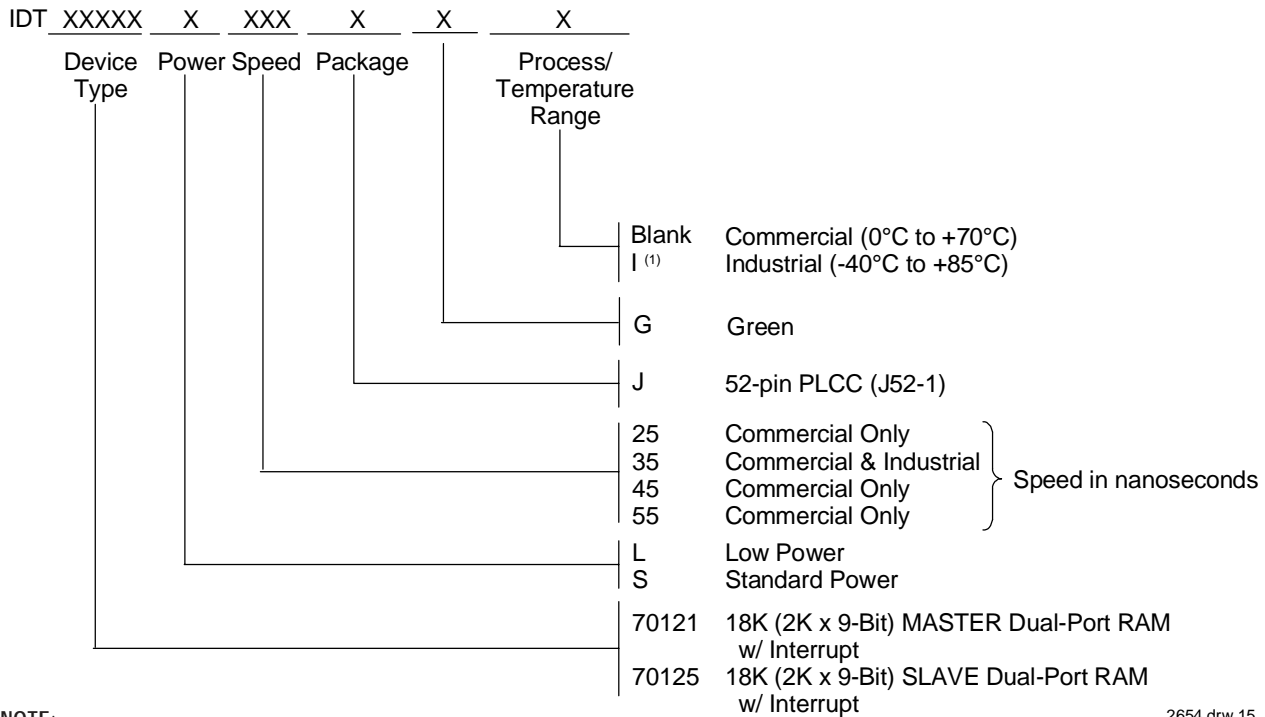 IDT XXXXX X XXX X X X
Device Type
Power
Speed
Package
Process/
Temperature
Range
Blank Commercial (0°C to +70°C)
I (1) Industrial (-40°C to +85°C)
G Green
J 52-pin PLCC (J52-1)
25 Commercial Only
35 Commercial & Industrial
45 Commercial Only
55 Commercial Only
Speed in nanoseconds
L Low Power
S Standard Power
70121 18K (2K x 9-Bit) MASTER Dual-Port RAM
w/ Interrupt
70125 18K (2K x 9-Bit) SLAVE Dual-Port RAM
w/ Interrupt
NOTE:
2654 drw 15